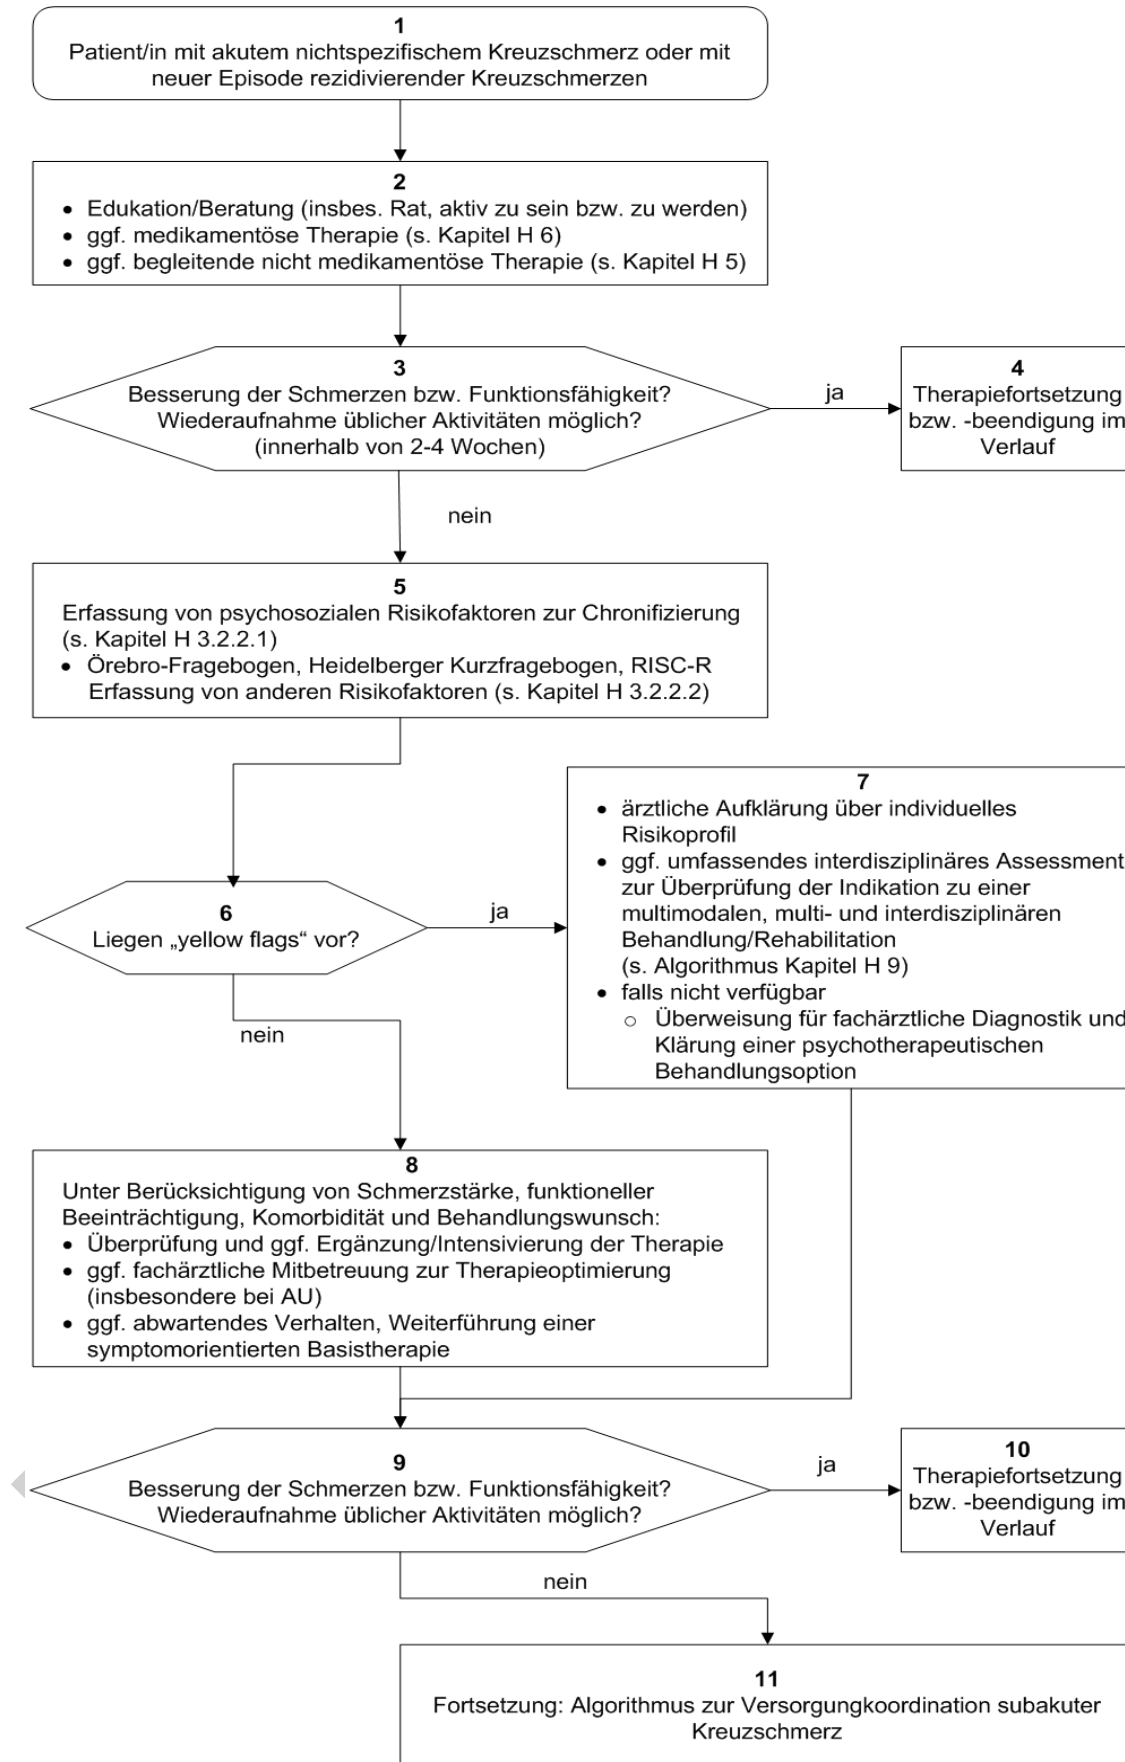 1
Patient/in mit akutem nichtspezifischem Kreuzschmerz oder mit
neuer Episode rezidivierender Kreuzschmerzen
2
• Edukation/Beratung (insbes. Rat, aktiv zu sein bzw. zu werden)
• ggf. medikamentöse Therapie (s. Kapitel H 6)
• ggf. begleitende nicht medikamentöse Therapie (s. Kapitel H 5)
3
Besserung der Schmerzen bzw. Funktionsfähigkeit?
Wiederaufnahme üblicher Aktivitäten möglich?
(innerhalb von 2-4 Wochen)
ja
4
Therapiefortsetzung
bzw. -beendigung im
Verlauf
nein
5
Erfassung von psychosozialen Risikofaktoren zur Chronifizierung
(s. Kapitel H 3.2.2.1)
• Örebro-Fragebogen, Heidelberger Kurzfragebogen, RISC-R
Erfassung von anderen Risikofaktoren (s. Kapitel H 3.2.2.2)
6
Liegen „yellow flags“ vor?
ja
7
• ärztliche Aufklärung über individuelles
Risikoprofil
• ggf. umfassendes interdisziplinäres Assessment
zur Überprüfung der Indikation zu einer
multimodalen, multi- und interdisziplinären
Behandlung/Rehabilitation
(s. Algorithmus Kapitel H 9)
• falls nicht verfügbar
○ Überweisung für fachärztliche Diagnostik und
Klärung einer psychotherapeutischen
Behandlungsoption
nein
8
Unter Berücksichtigung von Schmerzstärke, funktioneller
Beeinträchtigung, Komorbidität und Behandlungswunsch:
• Überprüfung und ggf. Ergänzung/Intensivierung der Therapie
• ggf. fachärztliche Mitbetreuung zur Therapieoptimierung
(insbesondere bei AU)
• ggf. abwartendes Verhalten, Weiterführung einer
symptomorientierten Basistherapie
9
Besserung der Schmerzen bzw. Funktionsfähigkeit?
Wiederaufnahme üblicher Aktivitäten möglich?
ja
10
Therapiefortsetzung
bzw. -beendigung im
Verlauf
nein
11
Fortsetzung: Algorithmus zur Versorgungkoordination subakuter
Kreuzschmerz